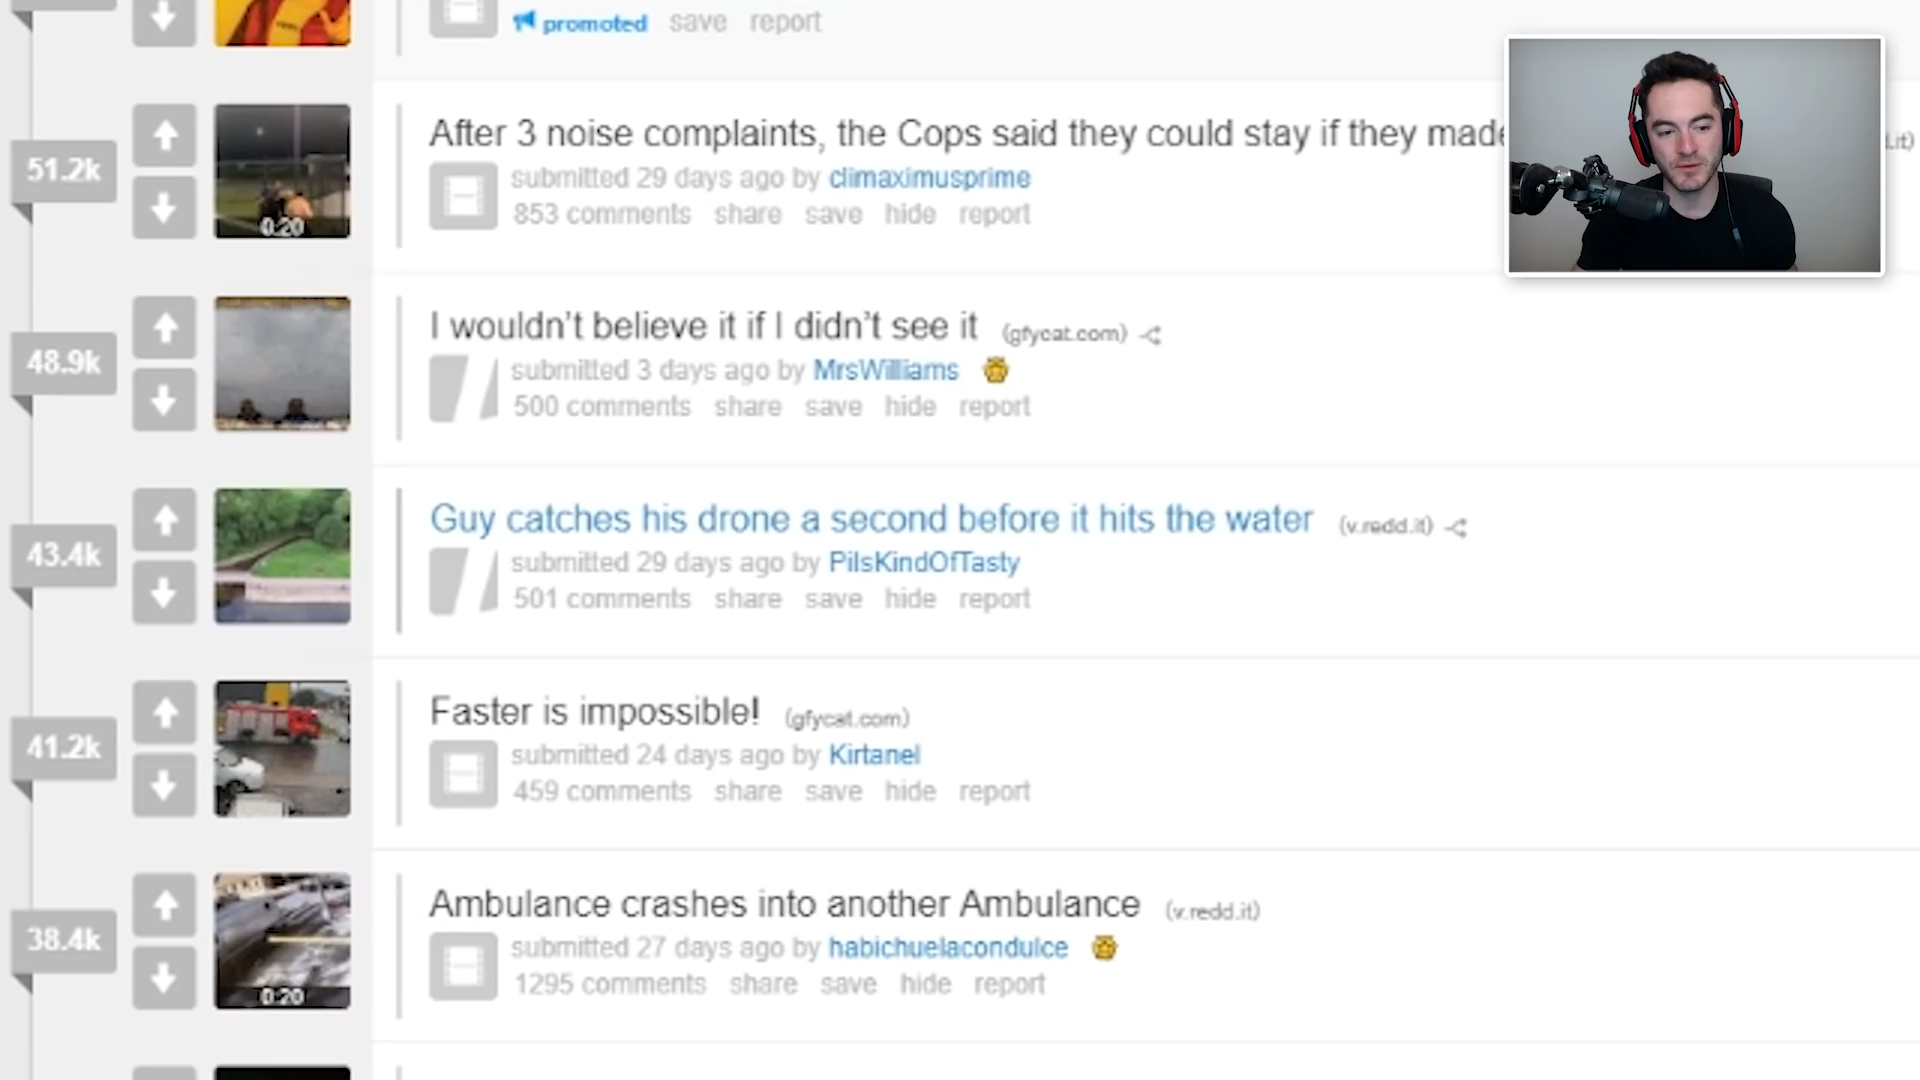 promoted save report
51.2k
After 3 noise complaints, the Cops said they could stay if they made
submitted 29 days ago by climaximusprime
853 comments share save hide report
0:20
48.9k
I wouldn’t believe it if I didn’t see it (gfycat.com)
submitted 3 days ago by MrsWilliams
500 comments share save hide report
43.4k
Guy catches his drone a second before it hits the water (v.redd.it)
submitted 29 days ago by PilsKindOfTasty
501 comments share save hide report
41.2k
Faster is impossible! (gfycat.com)
submitted 24 days ago by Kirtanel
459 comments share save hide report
38.4k
Ambulance crashes into another Ambulance (v.redd.it)
submitted 27 days ago by habichuelacondulce
1295 comments share save hide report
0:20